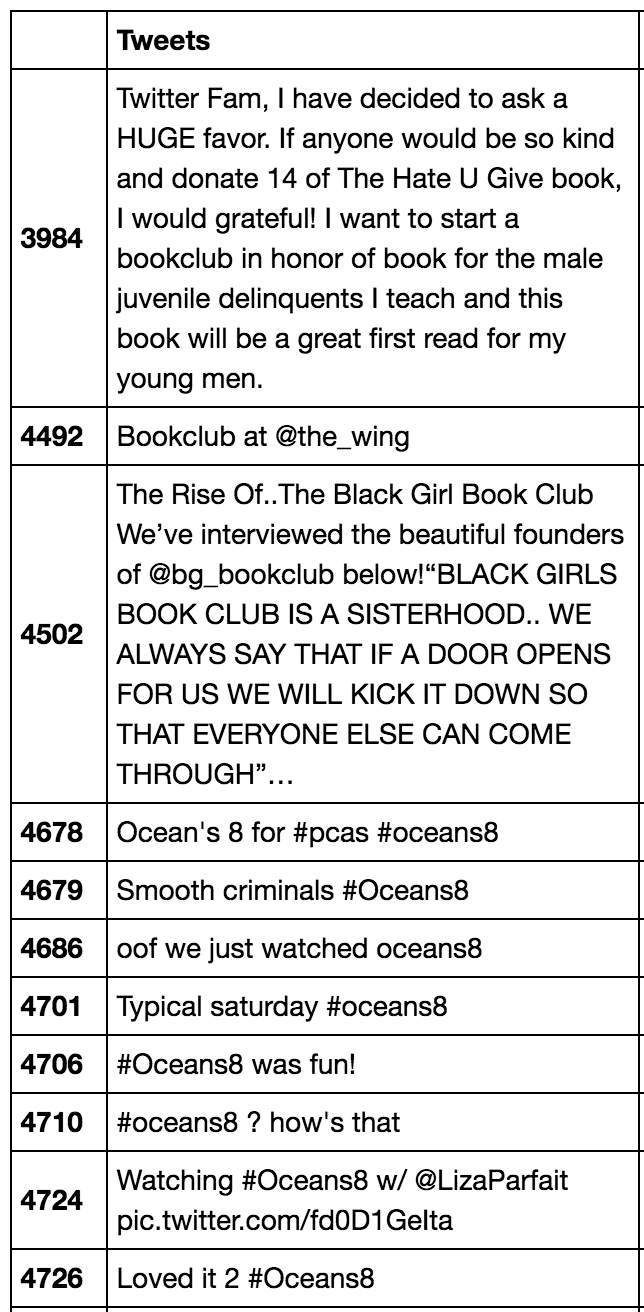 Tweets
3984
Twitter Fam, I have decided to ask a
HUGE favor. If anyone would be so kind
and donate 14 of The Hate U Give book,
I would grateful! I want to start a
bookclub in honor of book for the male
juvenile delinquents I teach and this
book will be a great first read for my
young men.
4492 Bookclub at @the_wing
4502
The Rise Of..The Black Girl Book Club
We’ve interviewed the beautiful founders
of @bg_bookclub below!“BLACK GIRLS
BOOK CLUB IS A SISTERHOOD.. WE
ALWAYS SAY THAT IF A DOOR OPENS
FOR US WE WILL KICK IT DOWN SO
THAT EVERYONE ELSE CAN COME
THROUGH”…
4678 Ocean's 8 for #pcas #oceans8
4679 Smooth criminals #Oceans8
4686 oof we just watched oceans8
4701 Typical saturday #oceans8
4706 #Oceans8 was fun!
4710 #oceans8 ? how's that
4724
Watching #Oceans8 w/ @LizaParfait
pic.twitter.com/fd0D1GeIta
4726 Loved it 2 #Oceans8